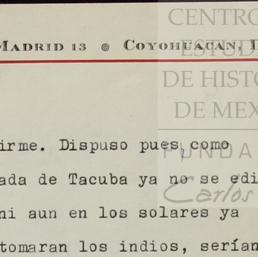 CENTRO
ESTUD
DE HISTO
DE MEX
FUNDA
Carlos
MADRID 13 ● COYOHUACAN, D
irme. Dispuso pues, como
ada de Tacuba ya no se edi
ni aun en los solares ya
tomaran los indios, serían